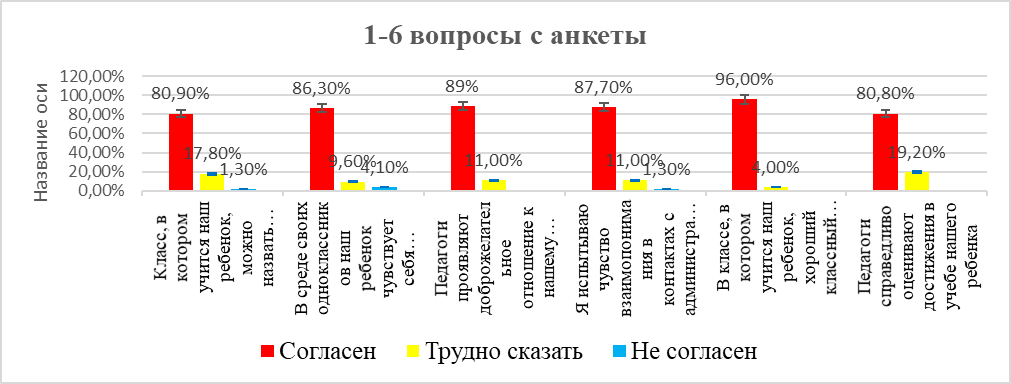 1-6 вопросы с анкеты
Название оси
120,00%
100,00%
80,00%
60,00%
40,00%
20,00%
0,00%
80,90%
17,80%
1,30%
86,30%
9,60%
4,10%
89%
11,00%
87,70%
11,00%
1,30%
96,00%
4,00%
80,80%
19,20%
Класс, в
котором
учится наш
ребенок,
можно
назвать…
В среде своих
одноклассник
ов наш
ребенок
чувствует
себя…
Педагоги
проявляют
доброжелател
ьное
отношение к
нашему…
Я испытываю
чувство
взаимопонима
ния в
контактах с
администра…
В классе, в
котором
учится наш
ребенок,
хороший
классный…
Педагоги
справедливо
оценивают
достижения в
учебе нашего
ребенка
Согласен
Трудно сказать
Не согласен